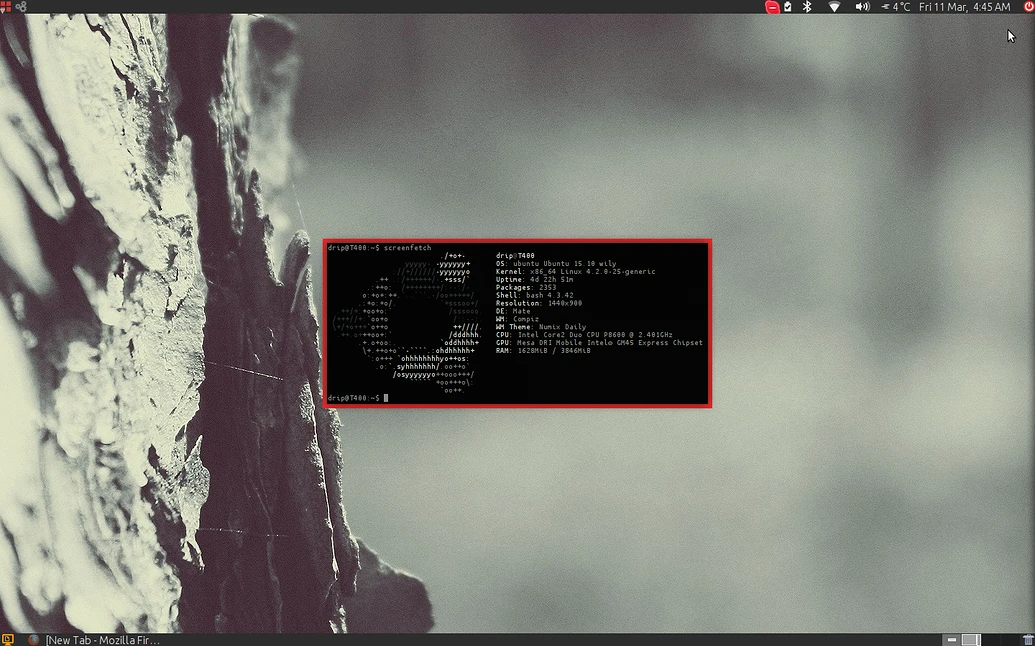 4°C Fri 11 Mar, 4:45 AM
drip@T400:~$ screenfetch
drip@T400
OS: ubuntu Ubuntu 15.10 wily
Kernel: x86_64 Linux 4.2.0-25-generic
Uptime: 4d 22h 51m
Packages: 2353
Shell: bash 4.3.42
Resolution: 1440x900
DE: Mate
WM: Compiz
WM Theme: Numix Daily
CPU: Intel Core2 Duo CPU P8600 @ 2.401GHz
GPU: Mesa DRI Mobile Intel® GM45 Express Chipset
RAM: 1628MiB / 3846MiB
drip@T400:~$
[New Tab - Mozilla Fir...